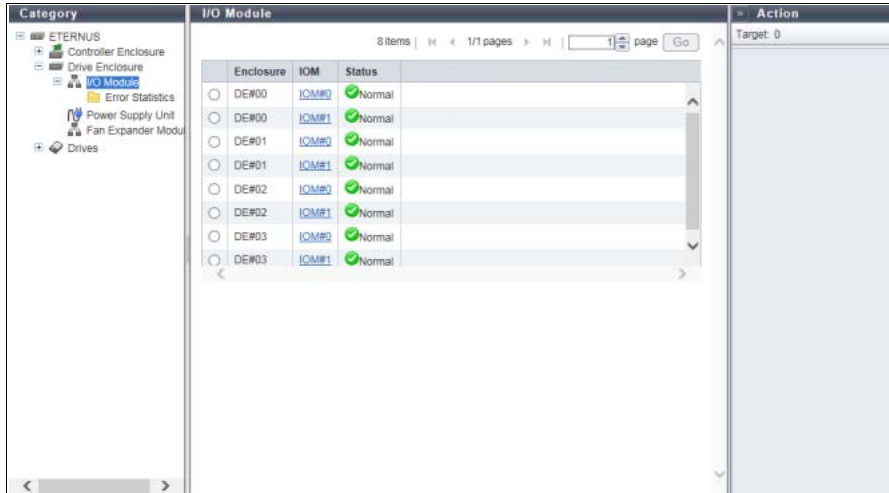 Category
ETERNUS
Controller Enclosure
Drive Enclosure
I/O Module
Error Statistics
Power Supply Unit
Fan Expander Modul
Drives
I/O Module
8 items | 1/1 pages | 1 page Go
Enclosure IOM Status
DE#00 IOM#0 Normal
DE#00 IOM#1 Normal
DE#01 IOM#0 Normal
DE#01 IOM#1 Normal
DE#02 IOM#0 Normal
DE#02 IOM#1 Normal
DE#03 IOM#0 Normal
DE#03 IOM#1 Normal
» Action
Target: 0